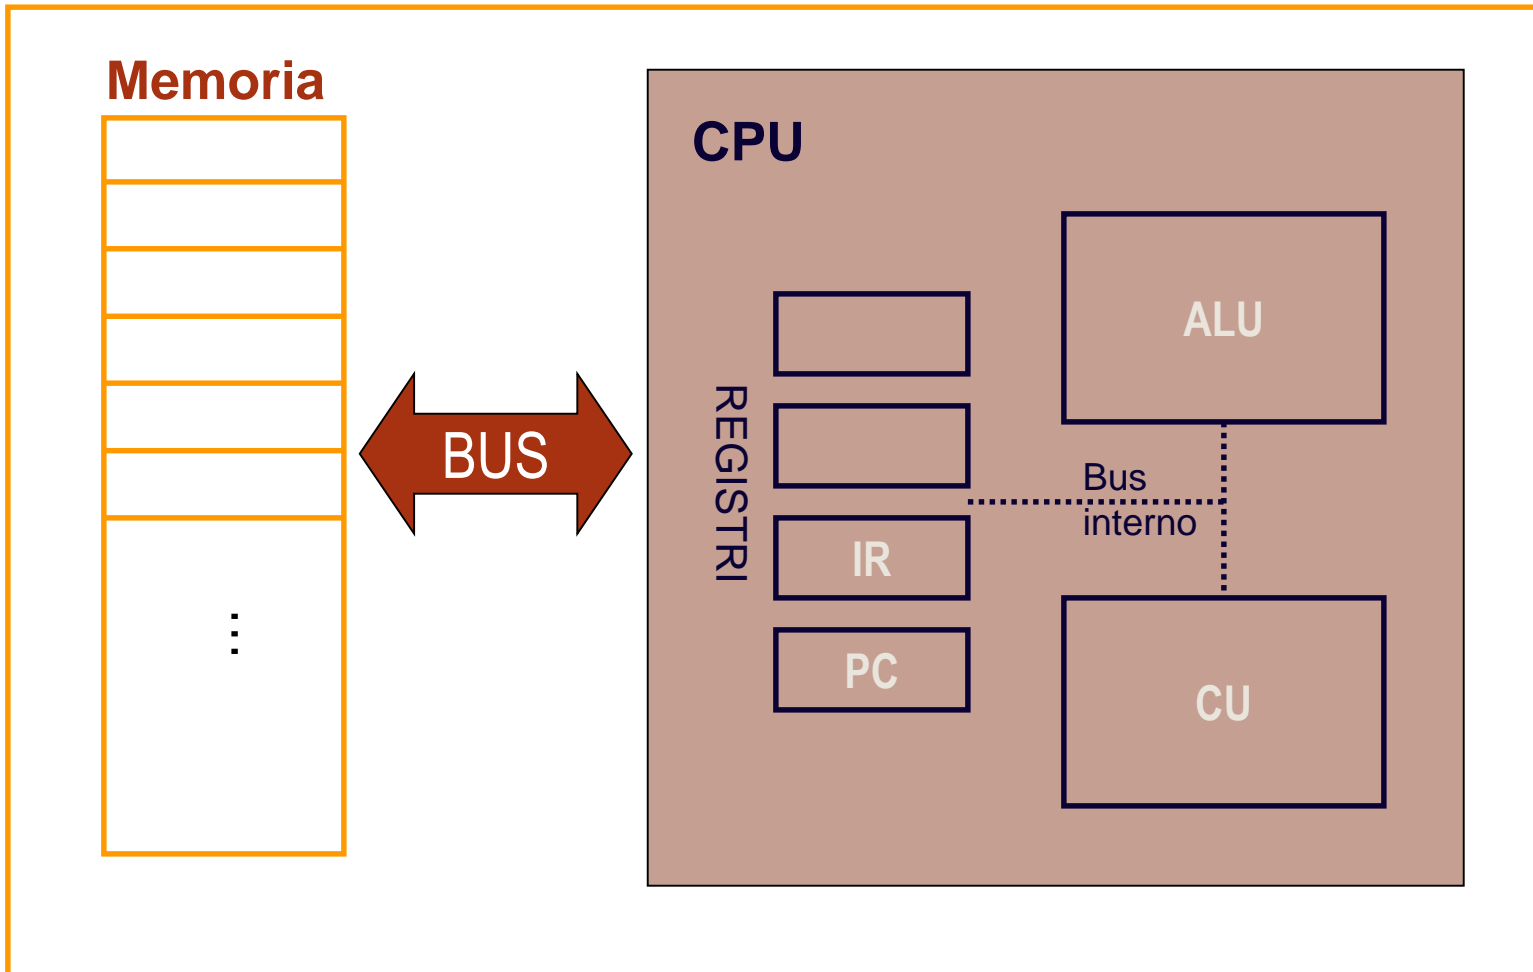 Memoria
CPU
ALU
REGISTRI
BUS
Bus
interno
IR
PC
CU
...